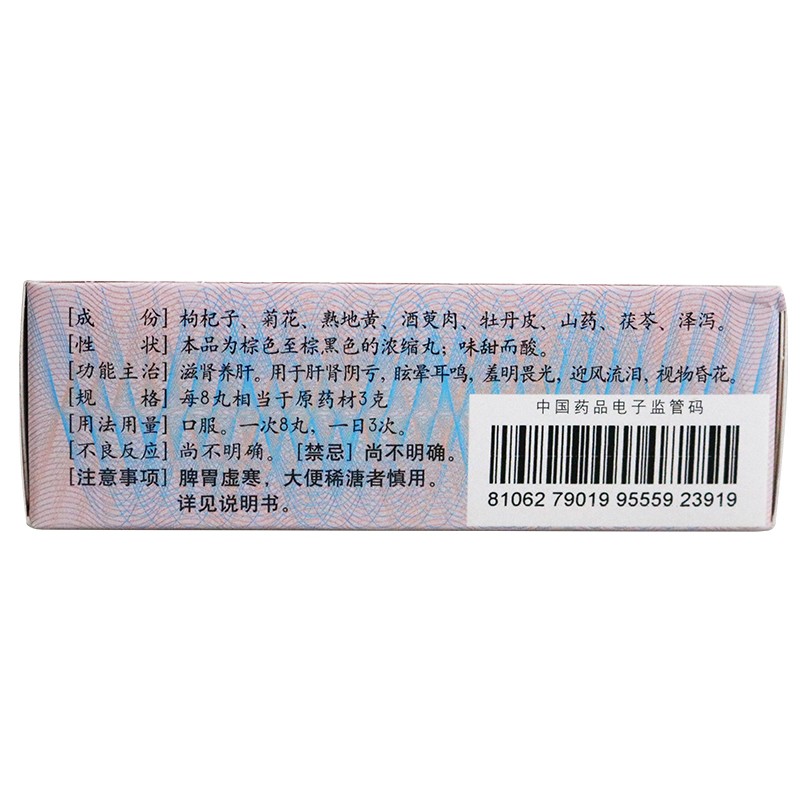 [成 份] 枸杞子、菊花、熟地黄、酒萸肉、牡丹皮、山药、茯苓、泽泻。
[性 状] 本品为棕色至棕黑色的浓缩丸；味甜而酸。
[功能主治] 滋肾养肝。用于肝肾阴亏，眩晕耳鸣，羞明畏光，迎风流泪，视物昏花。
[规 格] 每8丸相当于原药材3克
[用法用量] 口服。一次8丸，一日3次。
[不良反应] 尚不明确。[禁忌] 尚不明确。
[注意事项] 脾胃虚寒，大便稀溏者慎用。
详见说明书。
中国药品电子监管码
81062 79019 95559 23919